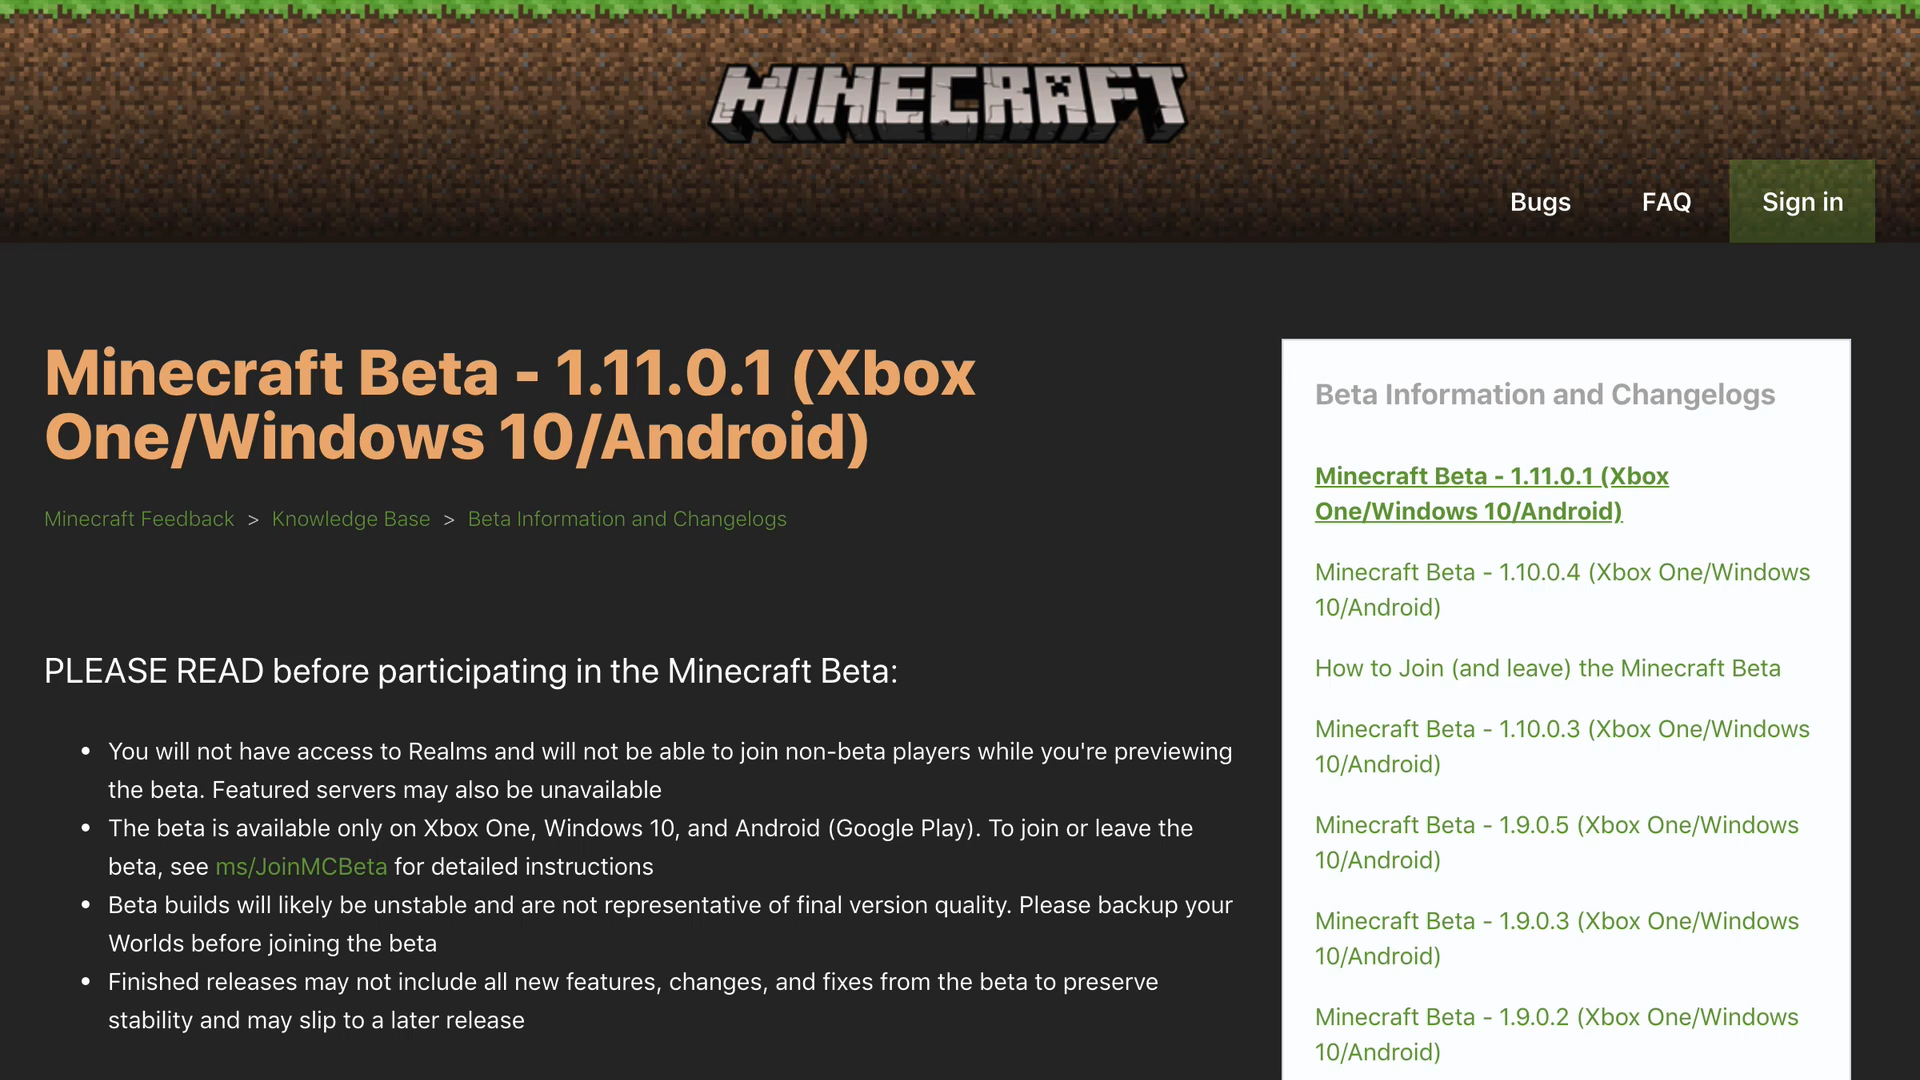 MINECRAFT
Bugs
FAQ
Sign in
Minecraft Beta - 1.11.0.1 (Xbox
One/Windows 10/Android)
Minecraft Feedback > Knowledge Base > Beta Information and Changelogs
PLEASE READ before participating in the Minecraft Beta:
• You will not have access to Realms and will not be able to join non-beta players while you're previewing
the beta. Featured servers may also be unavailable
• The beta is available only on Xbox One, Windows 10, and Android (Google Play). To join or leave the
beta, see ms/JoinMCBeta for detailed instructions
• Beta builds will likely be unstable and are not representative of final version quality. Please backup your
Worlds before joining the beta
• Finished releases may not include all new features, changes, and fixes from the beta to preserve
stability and may slip to a later release
Beta Information and Changelogs
Minecraft Beta - 1.11.0.1 (Xbox
One/Windows 10/Android)
Minecraft Beta - 1.10.0.4 (Xbox One/Windows
10/Android)
How to Join (and leave) the Minecraft Beta
Minecraft Beta - 1.10.0.3 (Xbox One/Windows
10/Android)
Minecraft Beta - 1.9.0.5 (Xbox One/Windows
10/Android)
Minecraft Beta - 1.9.0.3 (Xbox One/Windows
10/Android)
Minecraft Beta - 1.9.0.2 (Xbox One/Windows
10/Android)